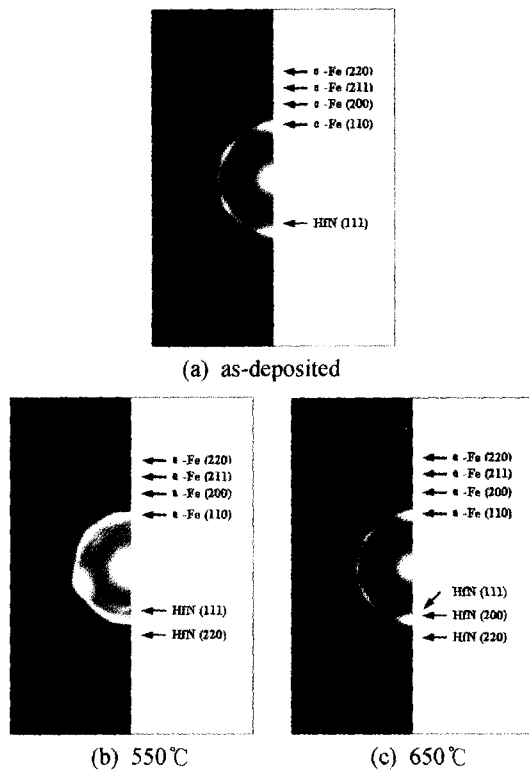 α -Fe (220)
α -Fe (211)
α -Fe (200)
α -Fe (110)
HfN (111)
(a) as-deposited
α -Fe (220)
α -Fe (211)
α -Fe (200)
α -Fe (110)
HfN (111)
HfN (220)
(b) 550℃
α -Fe (220)
α -Fe (211)
α -Fe (200)
α -Fe (110)
HfN (111)
HfN (200)
HfN (220)
(c) 650℃